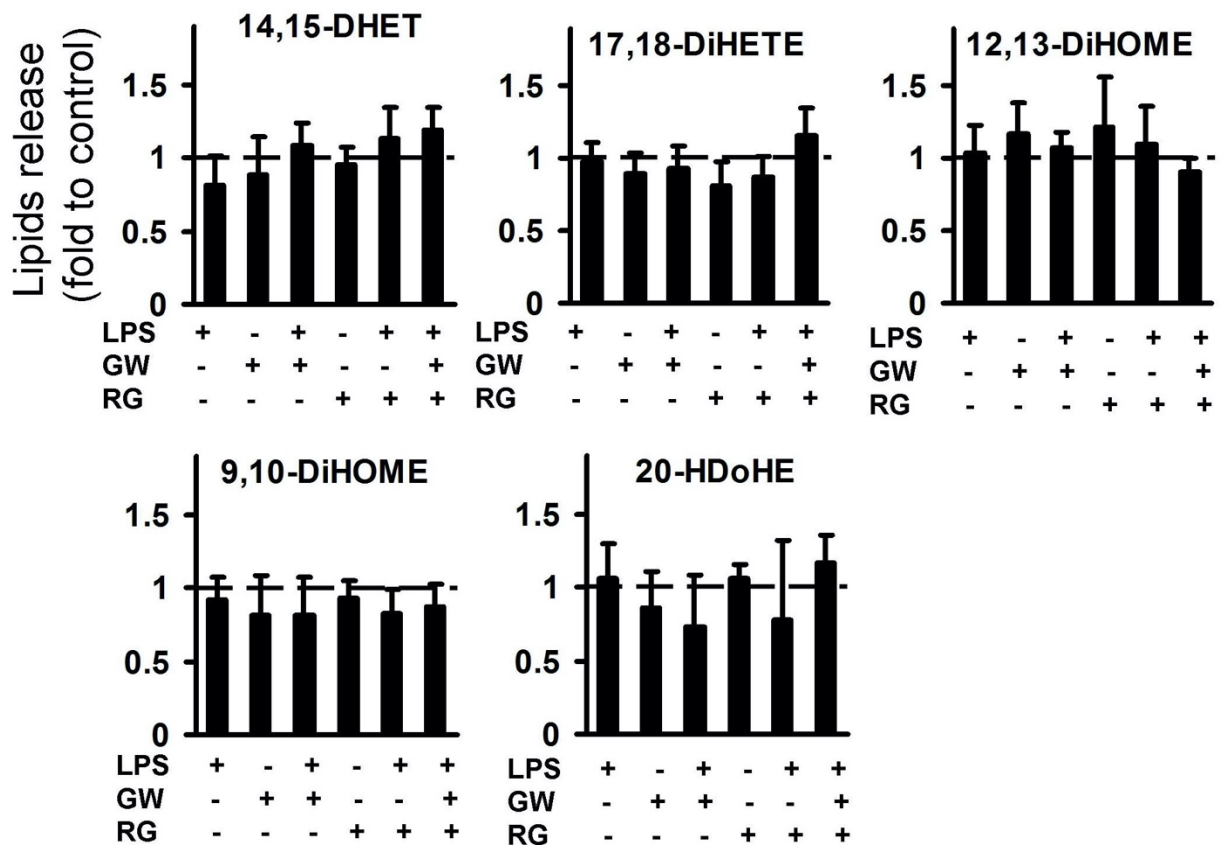 Lipids release
(fold to control)
14,15-DHET
1.5
1
0.5
0
LPS + - + - + +
GW - + + - - +
RG - - - + + +
17,18-DiHETE
1.5
1
0.5
0
LPS + - + - + +
GW - + + - - +
RG - - - + + +
12,13-DiHOME
1.5
1
0.5
0
LPS + - + - + +
GW - + + - - +
RG - - - + + +
9,10-DiHOME
1.5
1
0.5
0
LPS + - + - + +
GW - + + - - +
RG - - - + + +
20-HDoHE
1.5
1
0.5
0
LPS + - + - + +
GW - + + - - +
RG - - - + + +